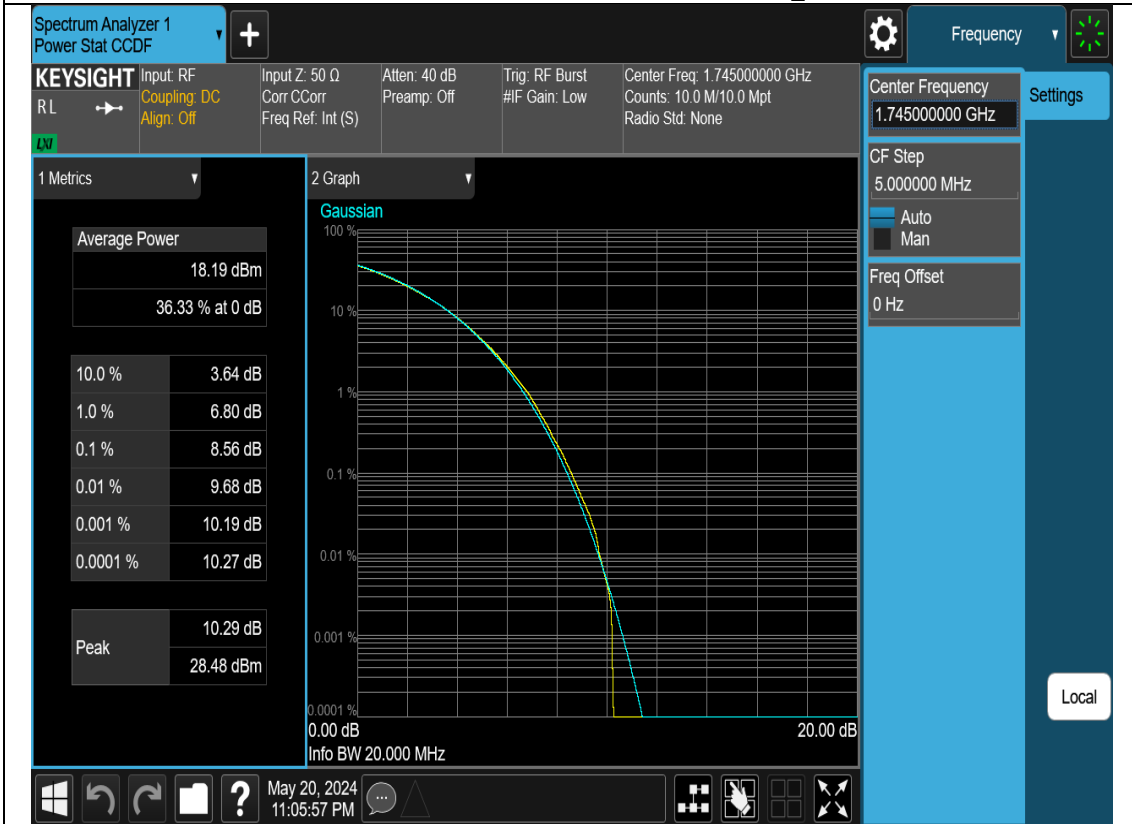 Spectrum Analyzer 1
Power Stat CCDF
Frequency
KEYSIGHT
RL
LXI
Input: RF
Coupling: DC
Align: Off
Input Z: 50 Ω
Corr CCorr
Freq Ref: Int (S)
Atten: 40 dB
Preamp: Off
Trig: RF Burst
#IF Gain: Low
Center Freq: 1.745000000 GHz
Counts: 10.0 M/10.0 Mpt
Radio Std: None
Center Frequency
1.745000000 GHz
Settings
CF Step
5.000000 MHz
Auto
Man
Freq Offset
0 Hz
1 Metrics
Average Power
18.19 dBm
36.33 % at 0 dB
10.0 % 3.64 dB
1.0 % 6.80 dB
0.1 % 8.56 dB
0.01 % 9.68 dB
0.001 % 10.19 dB
0.0001 % 10.27 dB
Peak
10.29 dB
28.48 dBm
2 Graph
Gaussian
100 %
10 %
1 %
0.1 %
0.01 %
0.001 %
0.0001 %
0.00 dB 20.00 dB
Info BW 20.000 MHz
Local
?
May 20, 2024
11:05:57 PM